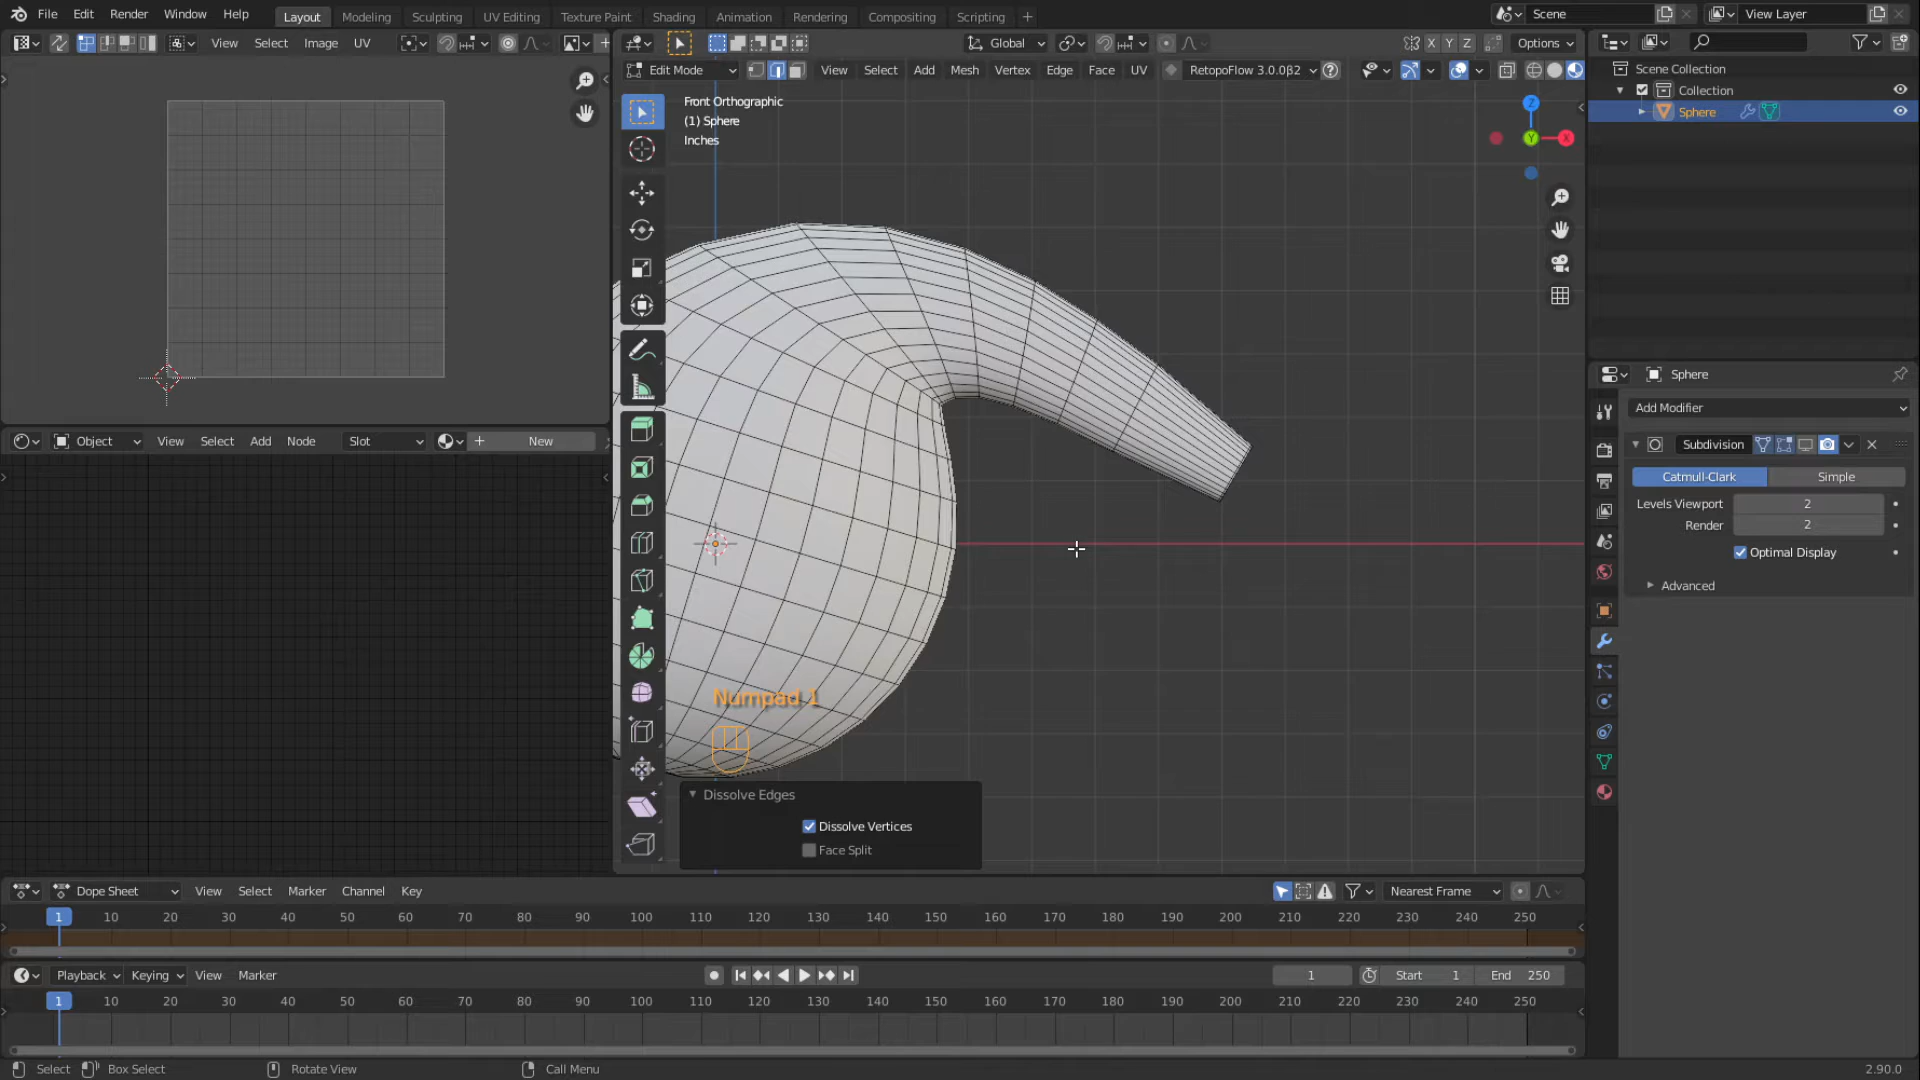 File Edit Render Window Help Layout Modeling Sculpting UV Editing Texture Paint Shading Animation Rendering Compositing Scripting + Scene View Layer
View Select Image UV Global X Y Z Options
Edit Mode View Select Add Mesh Vertex Edge Face UV RetopoFlow 3.0.0β2
Front Orthographic
(1) Sphere
Inches
Z
Y
X
Scene Collection
Collection
Sphere
Sphere
Add Modifier
Subdivision
Catmull-Clark Simple
Levels Viewport 2
Render 2
Optimal Display
Advanced
Object View Select Add Node Slot New
Numpad 1
Dissolve Edges
Dissolve Vertices
Face Split
Dope Sheet View Select Marker Channel Key Nearest Frame
1 10 20 30 40 50 60 70 80 90 100 110 120 130 140 150 160 170 180 190 200 210 220 230 240 250
Playback Keying View Marker 1 Start 1 End 250
1 10 20 30 40 50 60 70 80 90 100 110 120 130 140 150 160 170 180 190 200 210 220 230 240 250
Select Box Select Rotate View Call Menu 2.90.0